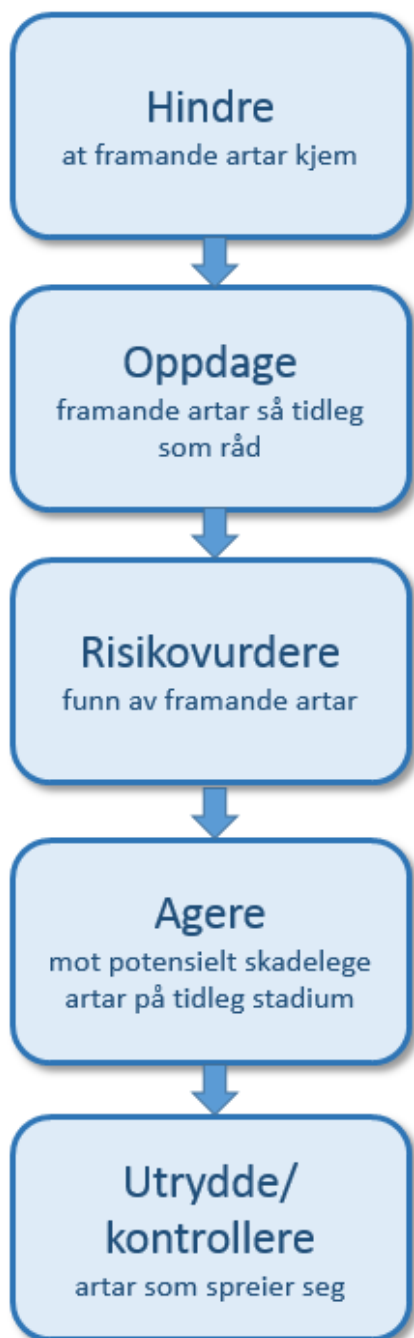 Hindre
at framande artar kjem
Oppdage
framande artar så tidleg
som råd
Risikovurdere
funn av framande artar
Agere
mot potensielt skadelege
artar på tidleg stadium
Utrydde/
kontrollere
artar som spreier seg